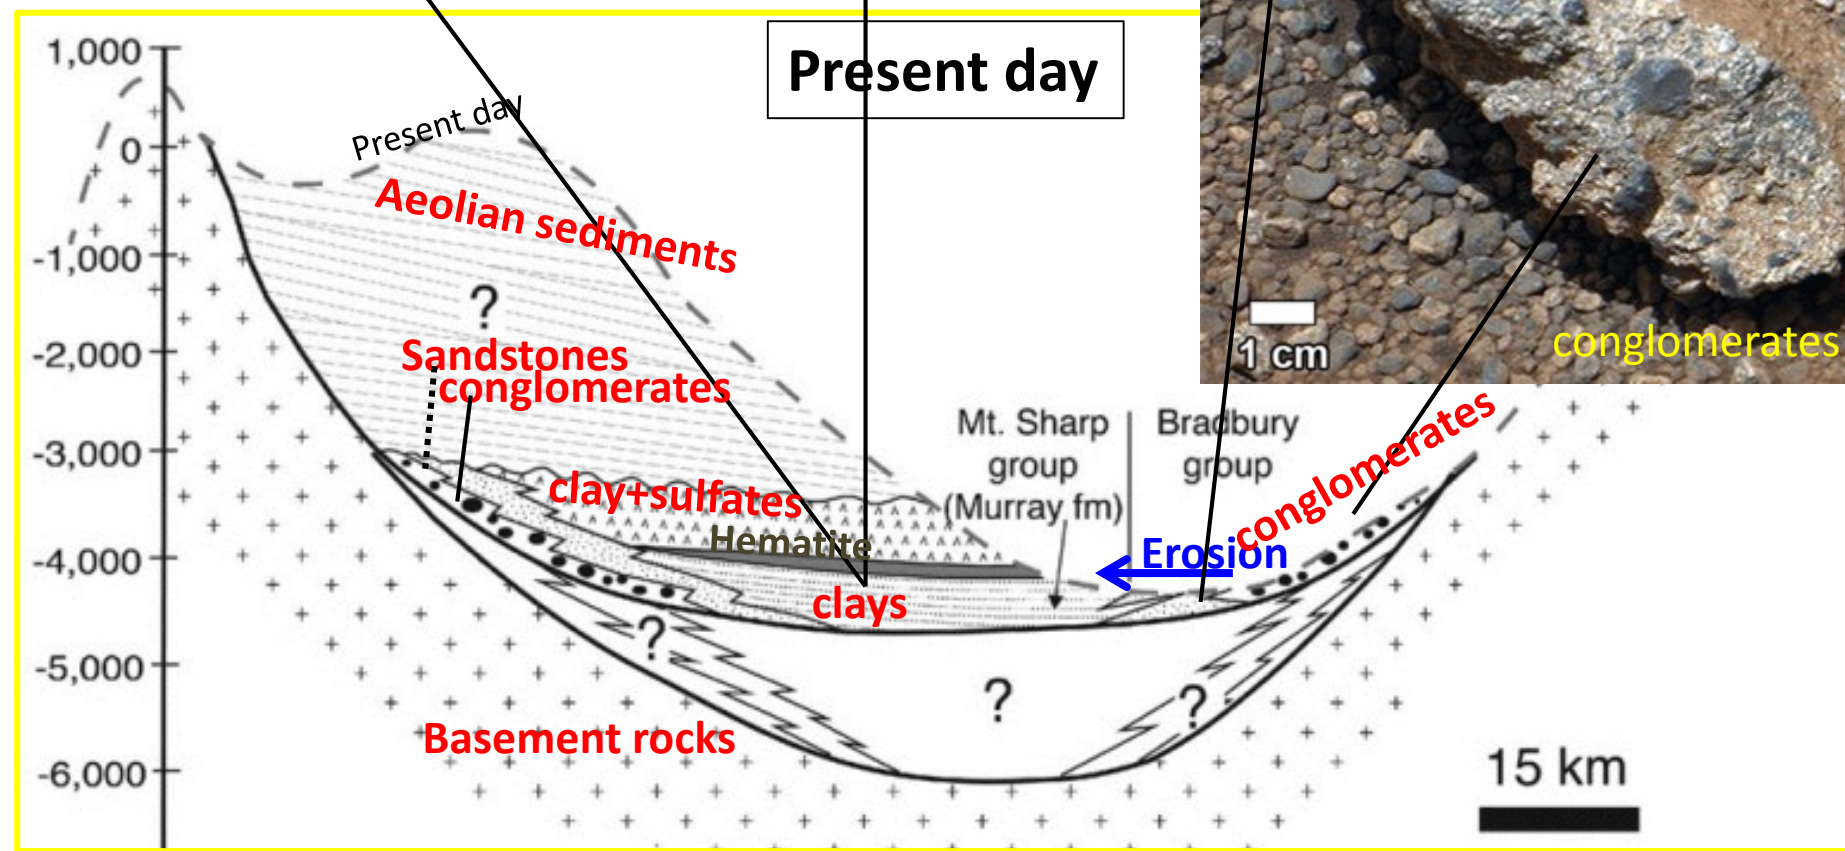 Present day
1,000
0
-1,000
-2,000
-3,000
-4,000
-5,000
-6,000
Present day
Aeolian sediments
?
Sandstones
conglomerates
clay+sulfates
Hematite
clays
Mt. Sharp
group
(Murray fm)
Bradbury
group
Erosion
conglomerates
?
?
?
Basement rocks
15 km
1 cm
conglomerates